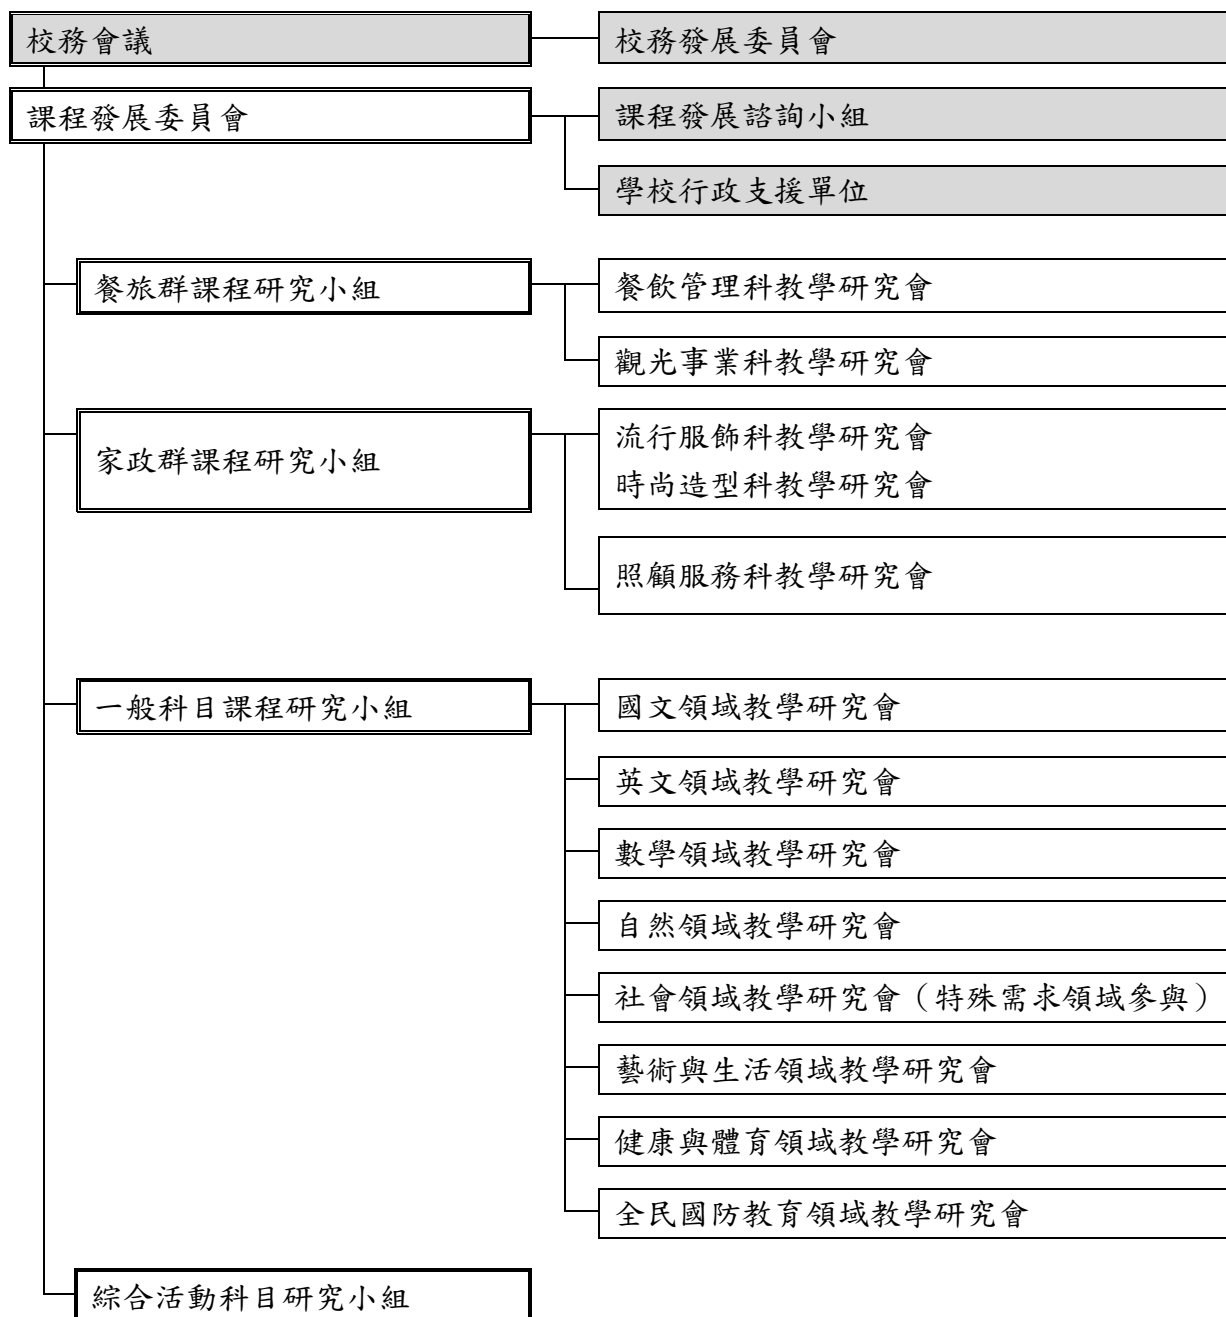 校務會議
校務發展委員會
課程發展委員會
課程發展諮詢小組
學校行政支援單位
餐旅群課程研究小組
餐飲管理科教學研究會
觀光事業科教學研究會
家政群課程研究小組
流行服飾科教學研究會
時尚造型科教學研究會
照顧服務科教學研究會
一般科目課程研究小組
國文領域教學研究會
英文領域教學研究會
數學領域教學研究會
自然領域教學研究會
社會領域教學研究會（特殊需求領域參與）
藝術與生活領域教學研究會
健康與體育領域教學研究會
全民國防教育領域教學研究會
綜合活動科目研究小組